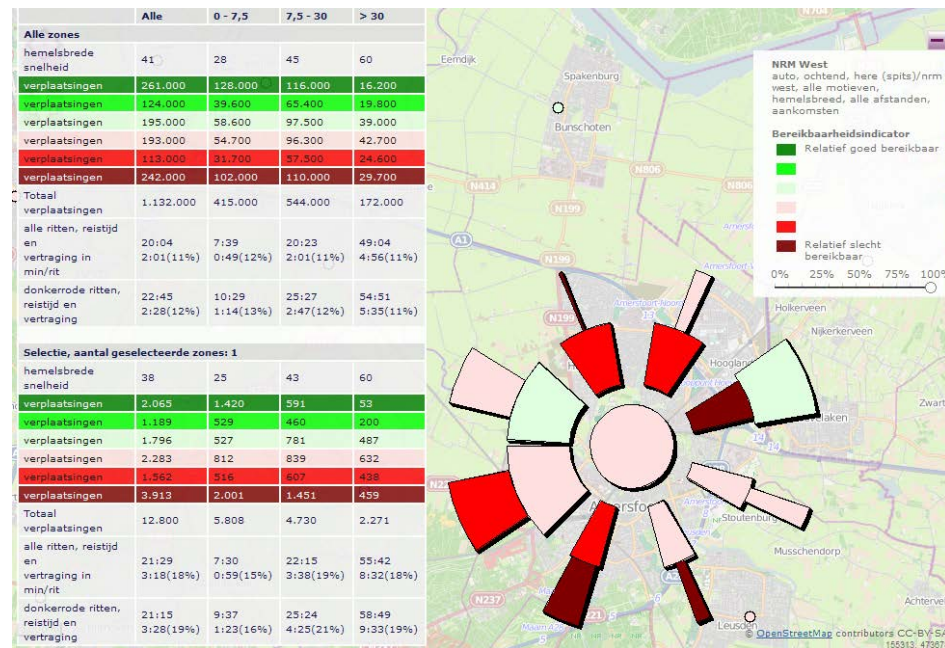 Alle 0 - 7,5 7,5 - 30 > 30
Alle zones
hemelsbrede
snelheid 41 28 45 60
verplaatsingen 261.000 128.000 116.000 16.200
verplaatsingen 124.000 39.600 65.400 19.800
verplaatsingen 195.000 58.600 97.500 39.000
verplaatsingen 193.000 54.700 96.300 42.700
verplaatsingen 113.000 31.700 57.500 24.600
verplaatsingen 242.000 102.000 110.000 29.700
Totaal
verplaatsingen 1.132.000 415.000 544.000 172.000
alle ritten, reistijd
en
vertraging in
min/rit
20:04 7:39 20:23 49:04
2:01(11%) 0:49(12%) 2:01(11%) 4:56(11%)
donkerrode ritten,
reistijd en
vertraging
22:45 10:29 25:27 54:51
2:28(12%) 1:14(13%) 2:47(12%) 5:35(11%)
Selectie, aantal geselecteerde zones: 1
hemelsbrede
snelheid 38 25 43 60
verplaatsingen 2.065 1.420 591 53
verplaatsingen 1.189 529 460 200
verplaatsingen 1.796 527 781 487
verplaatsingen 2.283 812 839 632
verplaatsingen 1.562 516 607 438
verplaatsingen 3.913 2.001 1.451 459
Totaal
verplaatsingen 12.800 5.808 4.730 2.271
alle ritten, reistijd
en
vertraging in
min/rit
21:29 7:30 22:15 55:42
3:18(18%) 0:59(15%) 3:38(19%) 8:32(18%)
donkerrode ritten,
reistijd en
vertraging
21:15 9:37 25:24 58:49
3:28(19%) 1:23(16%) 4:25(21%) 9:33(19%)
N704
Eemdijk
Spakenburg
Bunschoten
N806
N414
N199
N806
A1
N199
N199
Hoogland
Holkerveen
Nijkerkerveen
14 14
Stoutenburg
Musschendorp
N237
Leusden
NRM West
auto, ochtend, here (spits)/nrm
west, alle motieven,
hemelsbreed, alle afstanden,
aankomsten
Bereikbaarheidsindicator
Relatief goed bereikbaar
Relatief slecht
bereikbaar
0% 25% 50% 75% 100%
© OpenStreetMap contributors CC-BY-SA